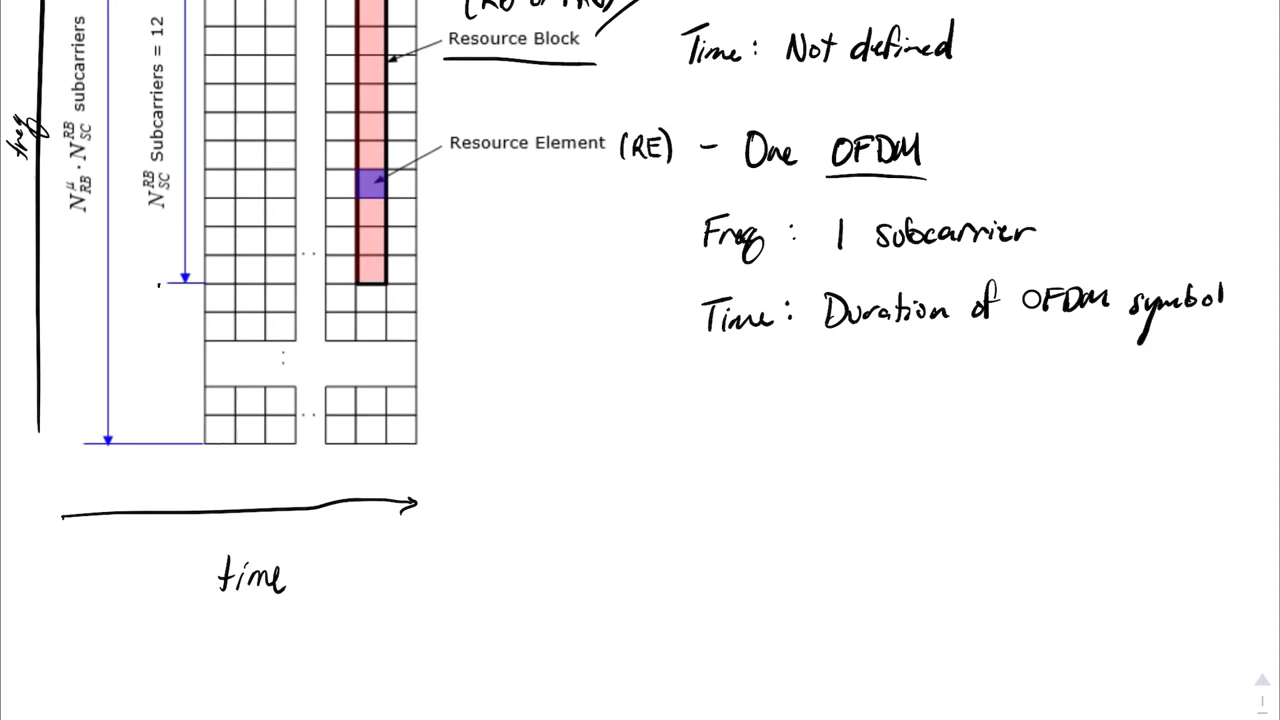 Resource Block
Time: Not defined
Resource Element (RE) - One OFDM
Freq: 1 subcarrier
Time: Duration of OFDM symbol
freq
N^μ_RB · N^RB_SC subcarriers
N^RB_SC Subcarriers = 12
time